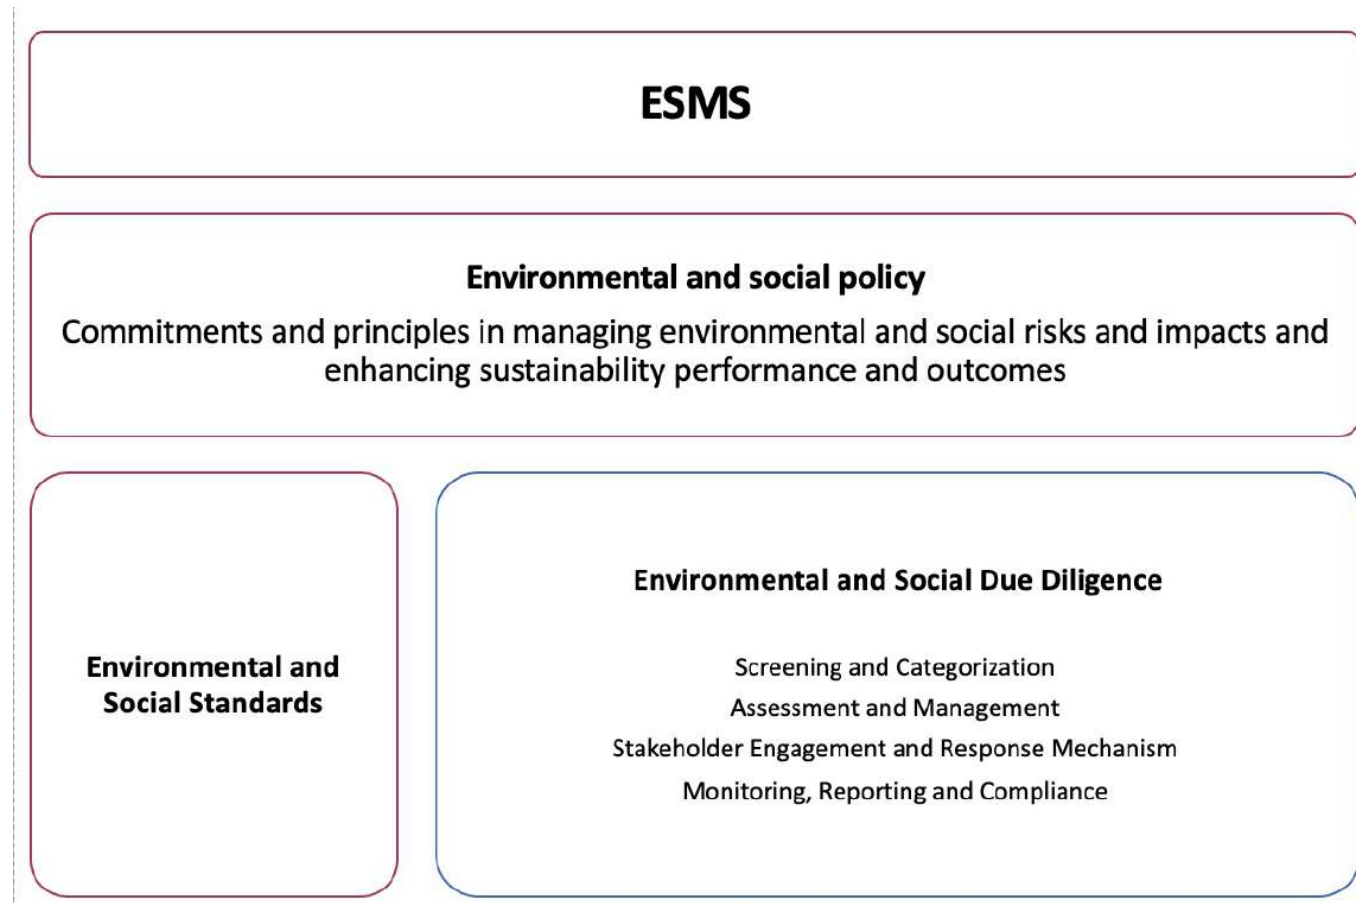 ESMS
Environmental and social policy
Commitments and principles in managing environmental and social risks and impacts and
enhancing sustainability performance and outcomes
Environmental and
Social Standards
Environmental and Social Due Diligence
Screening and Categorization
Assessment and Management
Stakeholder Engagement and Response Mechanism
Monitoring, Reporting and Compliance